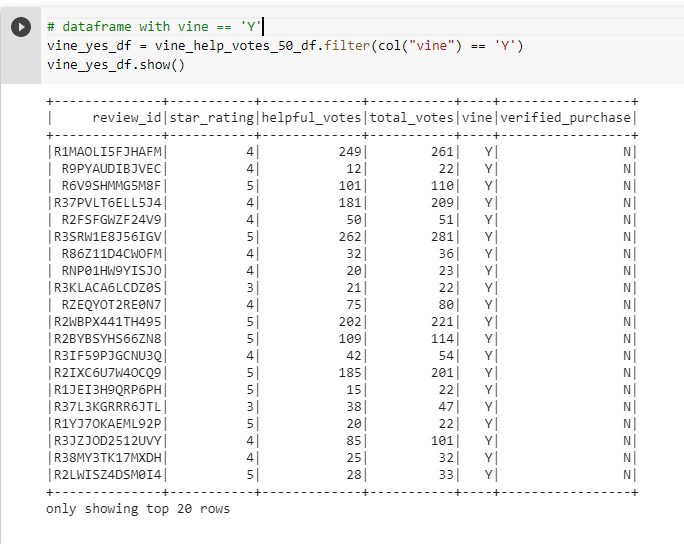 # dataframe with vine == 'Y'
vine_yes_df = vine_help_votes_50_df.filter(col("vine") == 'Y')
vine_yes_df.show()
+--------------+-----------+-------------+-----------+----+-----------------+
|     review_id|star_rating|helpful_votes|total_votes|vine|verified_purchase|
+--------------+-----------+-------------+-----------+----+-----------------+
|R1MAOLI5FJHAFM|          4|          249|        261|   Y|                N|
| R9PYAUDIBJVEC|          4|           12|         22|   Y|                N|
| R6V9SHMMG5M8F|          5|          101|        110|   Y|                N|
|R37PVLT6ELL5J4|          4|          181|        209|   Y|                N|
|R2FSFGWZF24V9|          4|           50|         51|   Y|                N|
|R3SRW1E8J56IGV|          5|          262|        281|   Y|                N|
| R86Z11D4CWOFM|          4|           32|         36|   Y|                N|
| RNP01HW9YISJO|          4|           20|         23|   Y|                N|
|R3KLACA6LCDZ0S|          3|           21|         22|   Y|                N|
| RZEQYOT2RE0N7|          4|           75|         80|   Y|                N|
|R2WBPX441TH495|          5|          202|        221|   Y|                N|
|R2BYBSYHS66ZN8|          5|          109|        114|   Y|                N|
|R3IF59PJGCNU3Q|          4|           42|         54|   Y|                N|
|R2IXC6U7W4OCQ9|          5|          185|        201|   Y|                N|
|R1JEI3H9QRP6PH|          5|           15|         22|   Y|                N|
|R37L3KGRRR6JTL|          3|           38|         47|   Y|                N|
|R1YJ7OKAEML92P|          5|           20|         22|   Y|                N|
|R3JZJOD2512UVY|          4|           85|        101|   Y|                N|
|R38MY3TK17MXDH|          4|           25|         32|   Y|                N|
|R2LWISZ4DSM0I4|          5|           28|         33|   Y|                N|
+--------------+-----------+-------------+-----------+----+-----------------+
only showing top 20 rows